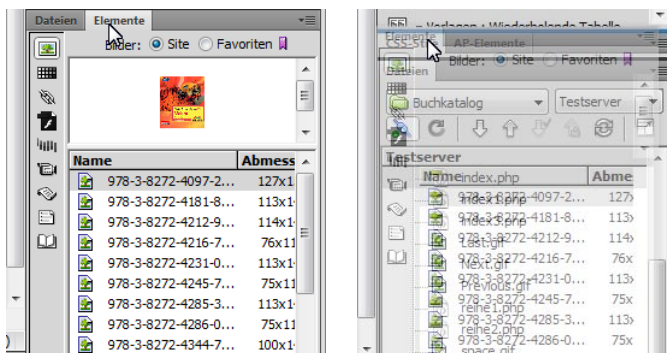 Dateien Elemente
Bilder: Site Favoriten
Name Abmess
978-3-8272-4097-2... 127x1
978-3-8272-4181-8... 113x1
978-3-8272-4212-9... 114x1
978-3-8272-4216-7... 76x11
978-3-8272-4231-0... 113x1
978-3-8272-4245-7... 75x11
978-3-8272-4285-3... 113x1
978-3-8272-4286-0... 75x11
978-3-8272-4344-7... 100x1
Elemente
CSS-Stile AP-Elemente
Bilder: Site Favoriten
Dateien
Buchkatalog Testserver
Testserver
Name Abme
index.php
978-3-8272-4097-2... 127x
index1.php
978-3-8272-4181-8... 113x
index3.php
978-3-8272-4212-9... 114x
Last.gif
978-3-8272-4216-7... 76x
Next.gif
978-3-8272-4231-0... 113x
Previous.gif
978-3-8272-4245-7... 75x
reihe1.php
978-3-8272-4285-3... 113x
reihe2.php
978-3-8272-4286-0... 75x
space.gif